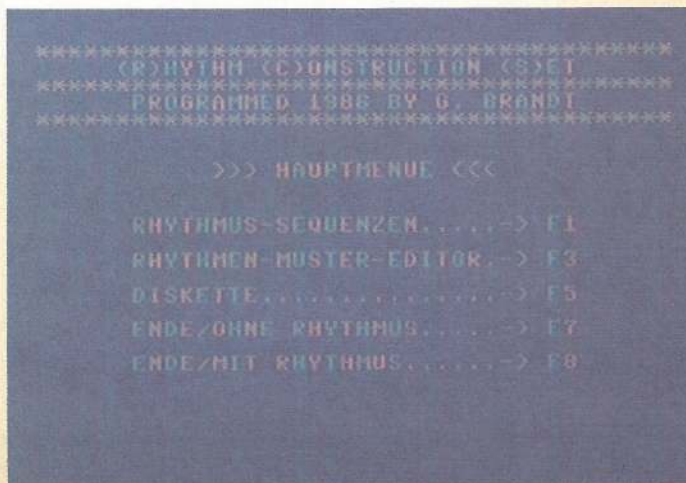 ************************************
(R)HYTHM (C)ONSTRUCTION (S)ET
************************************
PROGRAMMED 1986 BY G. BRANDT
************************************
>>> HAUPTMENUE <<<
RHYTHMUS-SEQUENZEN.....-> F1
RHYTHMEN-MUSTER-EDITOR.-> F3
DISKETTE...............-> F5
ENDE/OHNE RHYTHMUS.....-> F7
ENDE/MIT RHYTHMUS......-> F8